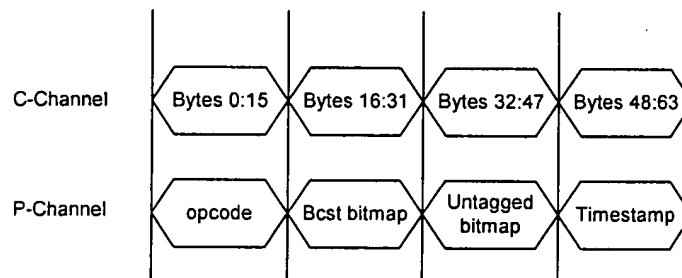 C-Channel
Bytes 0:15
Bytes 16:31
Bytes 32:47
Bytes 48:63
P-Channel
opcode
Bcst bitmap
Untagged
bitmap
Timestamp